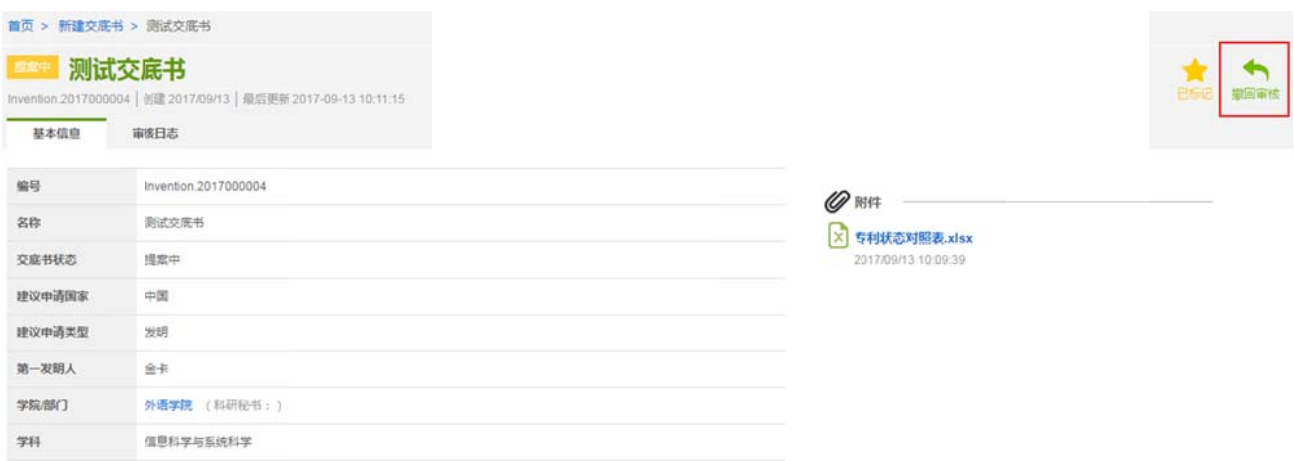 首页 > 新建交底书 > 测试交底书
提案中 测试交底书
Invention.2017000004 | 创建 2017/09/13 | 最后更新 2017-09-13 10:11:15
已标记 撤回审核
基本信息 审核日志
编号 Invention.2017000004
名称 测试交底书
交底书状态 提案中
建议申请国家 中国
建议申请类型 发明
第一发明人 金卡
学院/部门 外语学院 （科研秘书：）
学科 信息科学与系统科学
附件
专利状态对照表.xlsx
2017/09/13 10:09:39